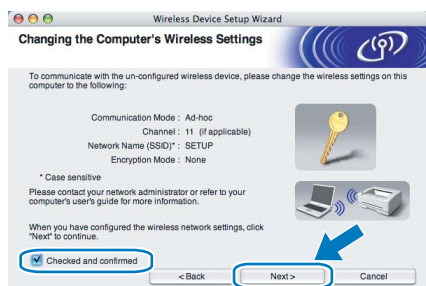 Wireless Device Setup Wizard
Changing the Computer's Wireless Settings
To communicate with the un-configured wireless device, please change the wireless settings on this
computer to the following:
Communication Mode : Ad-hoc
Channel : 11 (if applicable)
Network Name (SSID)* : SETUP
Encryption Mode : None
* Case sensitive
Please contact your network administrator or refer to your
computer's user's guide for more information.
When you have configured the wireless network settings, click
"Next" to continue.
Checked and confirmed
< Back
Next >
Cancel